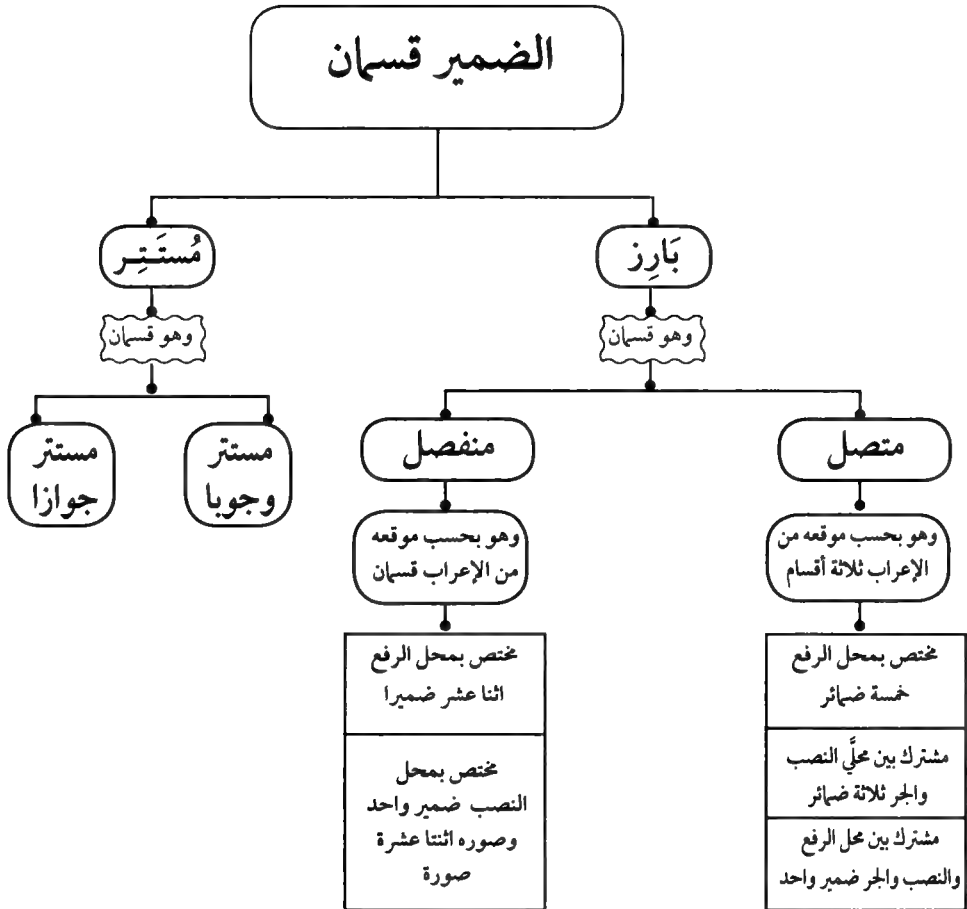 الضمير قسمان
بَارِز
مُستَـتِـر
وهو قسمان
وهو قسمان
متصل
منفصل
مستتر
وجوبا
مستتر
جوازا
وهو بحسب موقعه من
الإعراب ثلاثة أقسام
وهو بحسب موقعه
من الإعراب قسمان
مختص بمحل الرفع
خمسة ضمائر
مشترك بين محلَّي النصب
والجر ثلاثة ضمائر
مشترك بين محل الرفع
والنصب والجر ضمير واحد
مختص بمحل الرفع
اثنا عشر ضميرا
مختص بمحل
النصب ضمير واحد
وصوره اثنتا عشرة
صورة